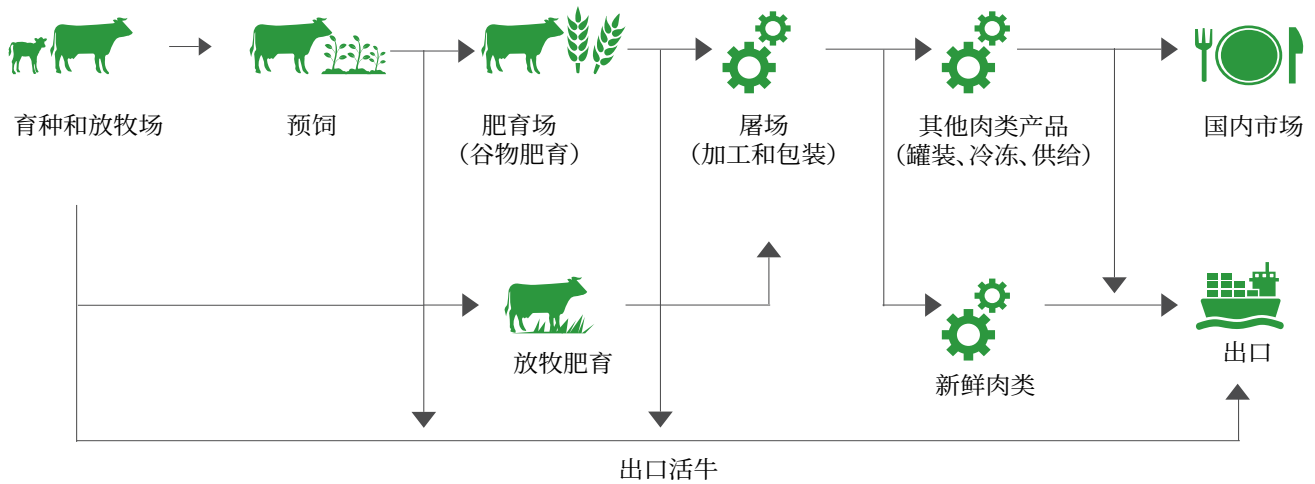 育种和放牧场
预饲
肥育场
（谷物肥育）
屠场
（加工和包装）
其他肉类产品
（罐装、冷冻、供给）
国内市场
放牧肥育
新鲜肉类
出口
出口活牛